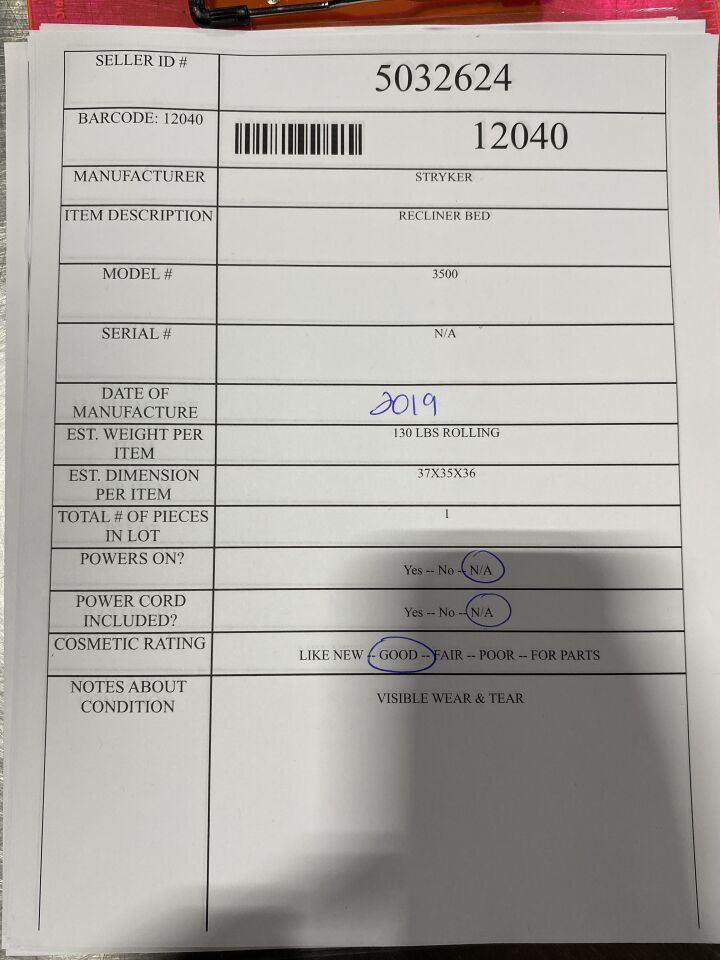 SELLER ID #
5032624
BARCODE: 12040
12040
MANUFACTURER
STRYKER
ITEM DESCRIPTION
RECLINER BED
MODEL #
3500
SERIAL #
N/A
DATE OF
MANUFACTURE
2019
EST. WEIGHT PER
ITEM
130 LBS ROLLING
EST. DIMENSION
PER ITEM
37X35X36
TOTAL # OF PIECES
IN LOT
1
POWERS ON?
Yes -- No -- N/A
POWER CORD
INCLUDED?
Yes -- No -- N/A
COSMETIC RATING
LIKE NEW -- GOOD -- FAIR -- POOR -- FOR PARTS
NOTES ABOUT
CONDITION
VISIBLE WEAR & TEAR